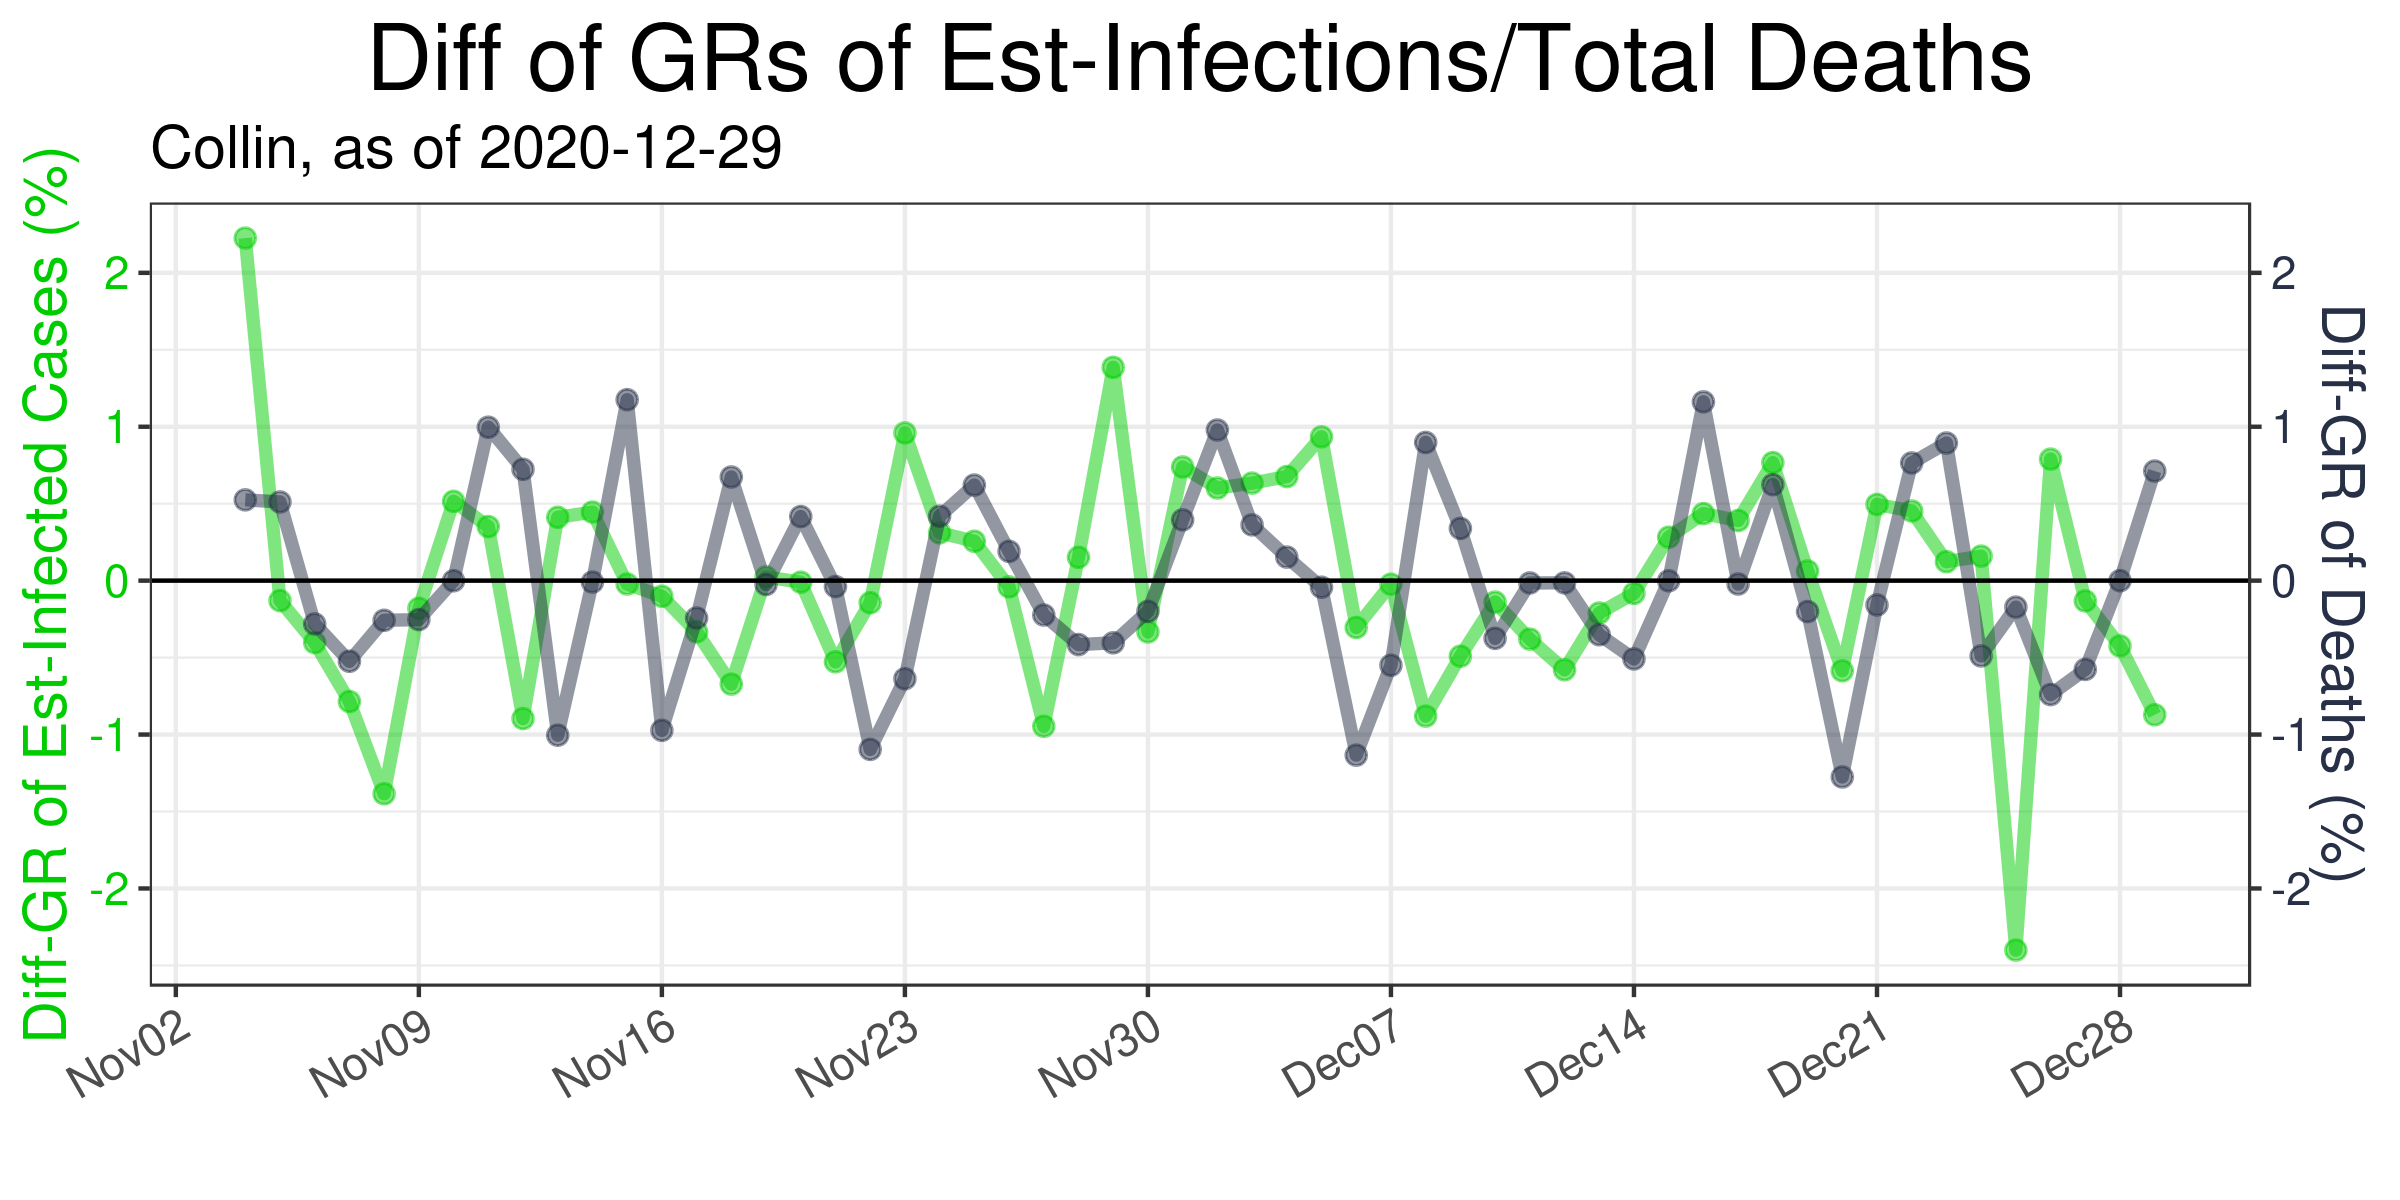 Diff of GRs of Est-Infections/Total Deaths
Collin, as of 2020-12-29
Diff-GR of Est-Infected Cases (%)
2
1
0
-1
-2
2
1
0
-1
-2
Diff-GR of Deaths (%)
Nov02
Nov09
Nov16
Nov23
Nov30
Dec07
Dec14
Dec21
Dec28